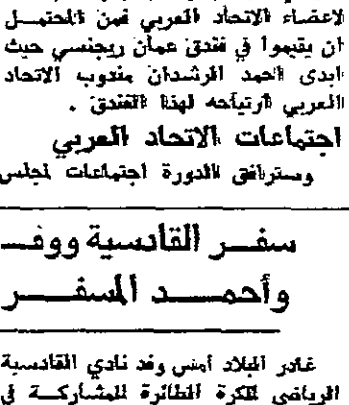 لاعضاء الاتحاد العربي فمن المحتمل
ان يقيموا في فندق عمان ريجنسي حيث
ابدى احمد الرشدان مندوب الاتحاد
العربي ارتياحه لهذا الفندق .
اجتماعات الاتحاد العربي
وسترافق الدورة اجتماعات لمجلس
سفر القادسية ووفد
وأحمد المسفر
غادر البلاد أمس وفد نادي القادسية
الرياضي للكرة الطائرة للمشاركة في